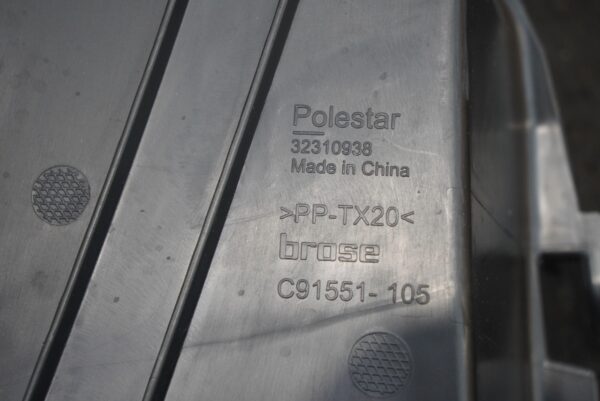 Polestar
32310938
Made in China
>PP-TX20<
brose
C91551- 105